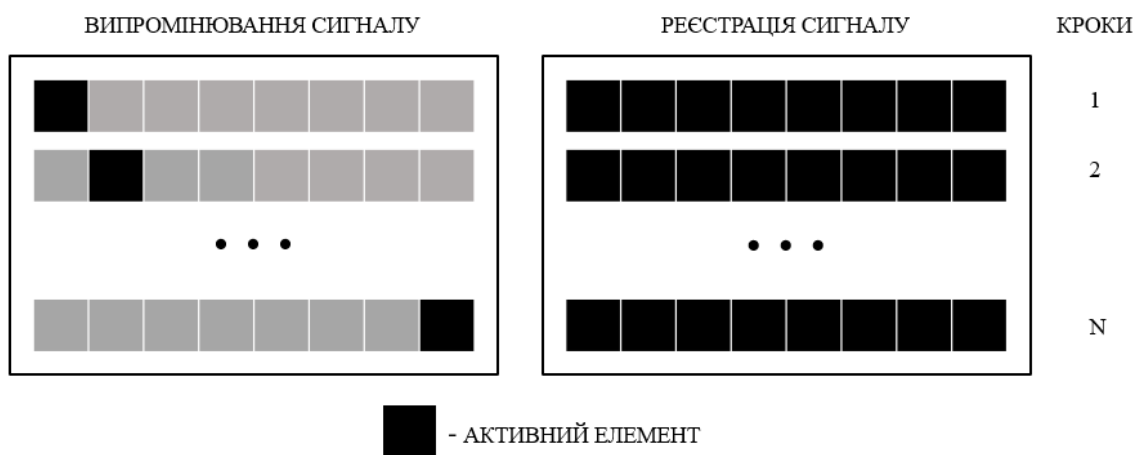 ВИПРОМІНЮВАННЯ СИГНАЛУ РЕЄСТРАЦІЯ СИГНАЛУ КРОКИ
1
2
N
- АКТИВНИЙ ЕЛЕМЕНТ